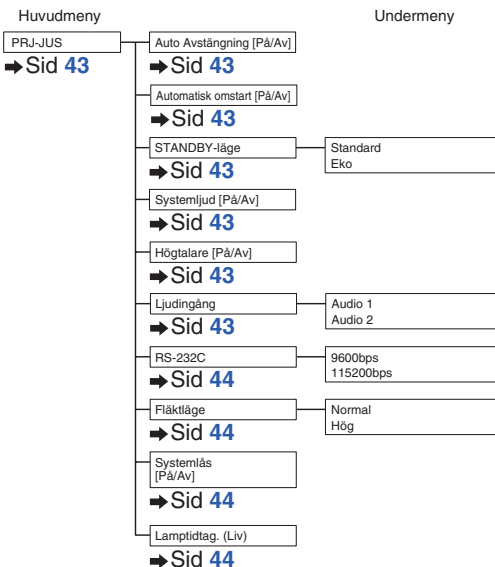 Huvudmeny
Undermeny
PRJ-JUS
➡Sid 43
Auto Avstängning [På/Av]
➡Sid 43
Automatisk omstart [På/Av]
➡Sid 43
STANDBY-läge
➡Sid 43
Standard
Eko
Systemljud [På/Av]
➡Sid 43
Högtalare [På/Av]
➡Sid 43
Ljudingång
➡Sid 43
Audio 1
Audio 2
RS-232C
➡Sid 44
9600bps
115200bps
Fläktläge
➡Sid 44
Normal
Hög
Systemlås
[På/Av]
➡Sid 44
Lamptidtag. (Liv)
➡Sid 44